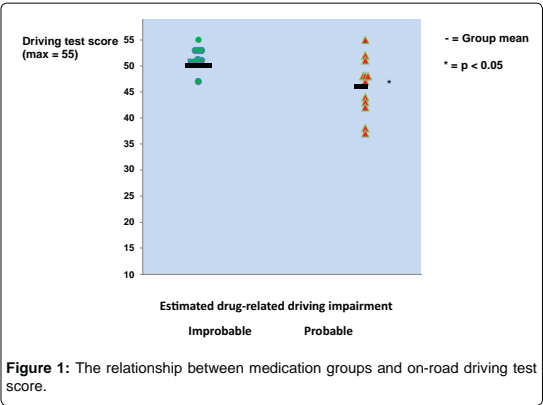 Driving test score
(max = 55)
55
50
45
40
35
30
25
20
15
10
- = Group mean
* = p < 0.05
*
Estimated drug-related driving impairment
Improbable Probable
Figure 1: The relationship between medication groups and on-road driving test
score.